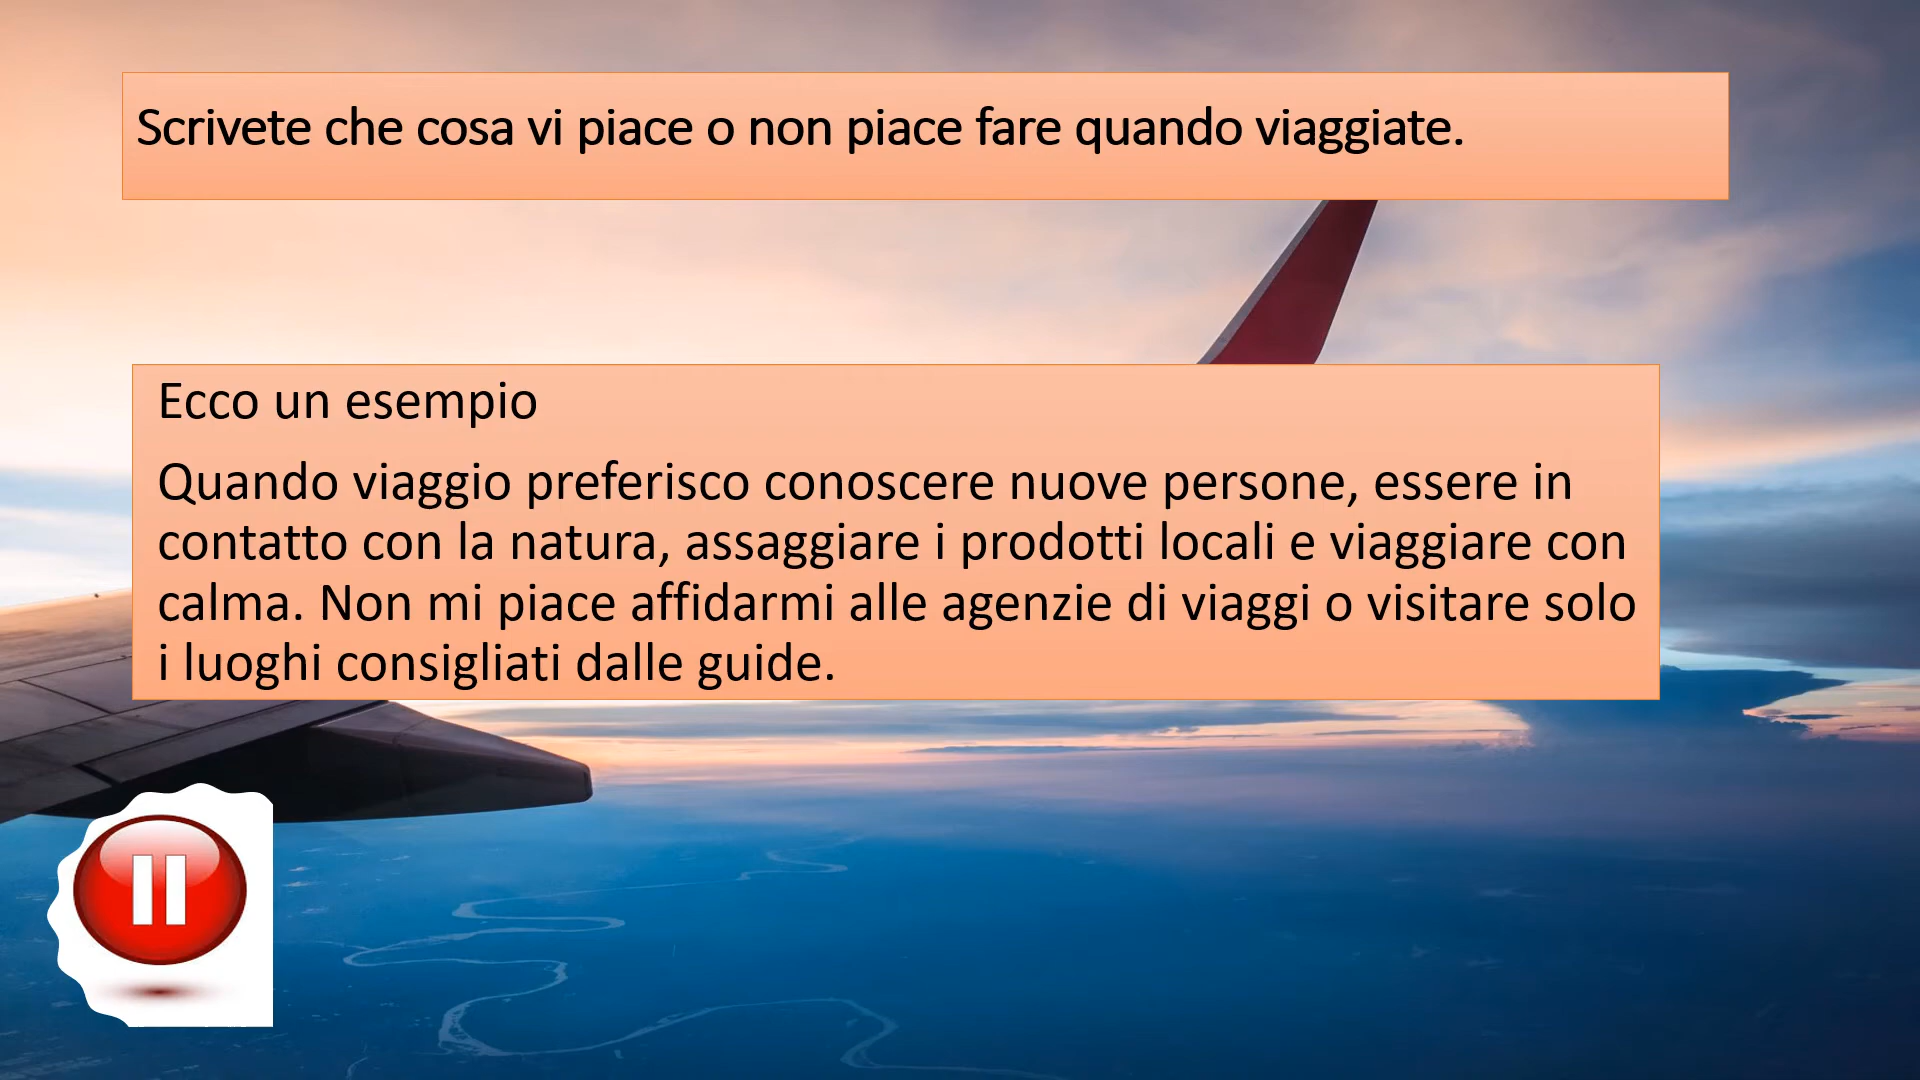 Scrivete che cosa vi piace o non piace fare quando viaggiate.
Ecco un esempio
Quando viaggio preferisco conoscere nuove persone, essere in
contatto con la natura, assaggiare i prodotti locali e viaggiare con
calma. Non mi piace affidarmi alle agenzie di viaggi o visitare solo
i luoghi consigliati dalle guide.